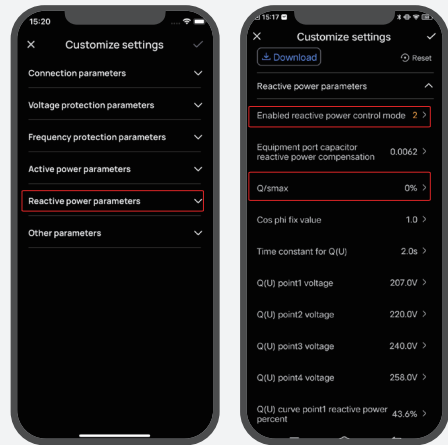 15:20
Customize settings
Connection parameters
Voltage protection parameters
Frequency protection parameters
Active power parameters
Reactive power parameters
Other parameters
15:17
Customize settings
Download
Reset
Reactive power parameters
Enabled reactive power control mode 2
Equipment port capacitor
reactive power compensation
0.0062
Q/smax 0%
Cos phi fix value 1.0
Time constant for Q(U) 2.0s
Q(U) point1 voltage 207.0V
Q(U) point2 voltage 220.0V
Q(U) point3 voltage 240.0V
Q(U) point4 voltage 258.0V
Q(U) curve point1 reactive power
percent
43.6%